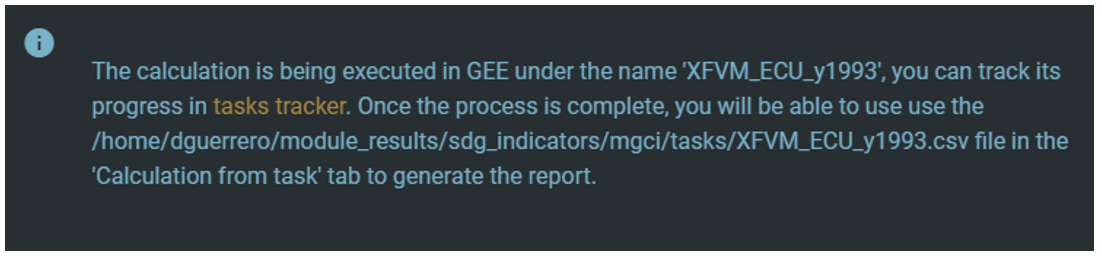 The calculation is being executed in GEE under the name 'XFVM_ECU_y1993', you can track its
progress in tasks tracker. Once the process is complete, you will be able to use use the
/home/dguerrero/module_results/sdg_indicators/mgci/tasks/XFVM_ECU_y1993.csv file in the
'Calculation from task' tab to generate the report.